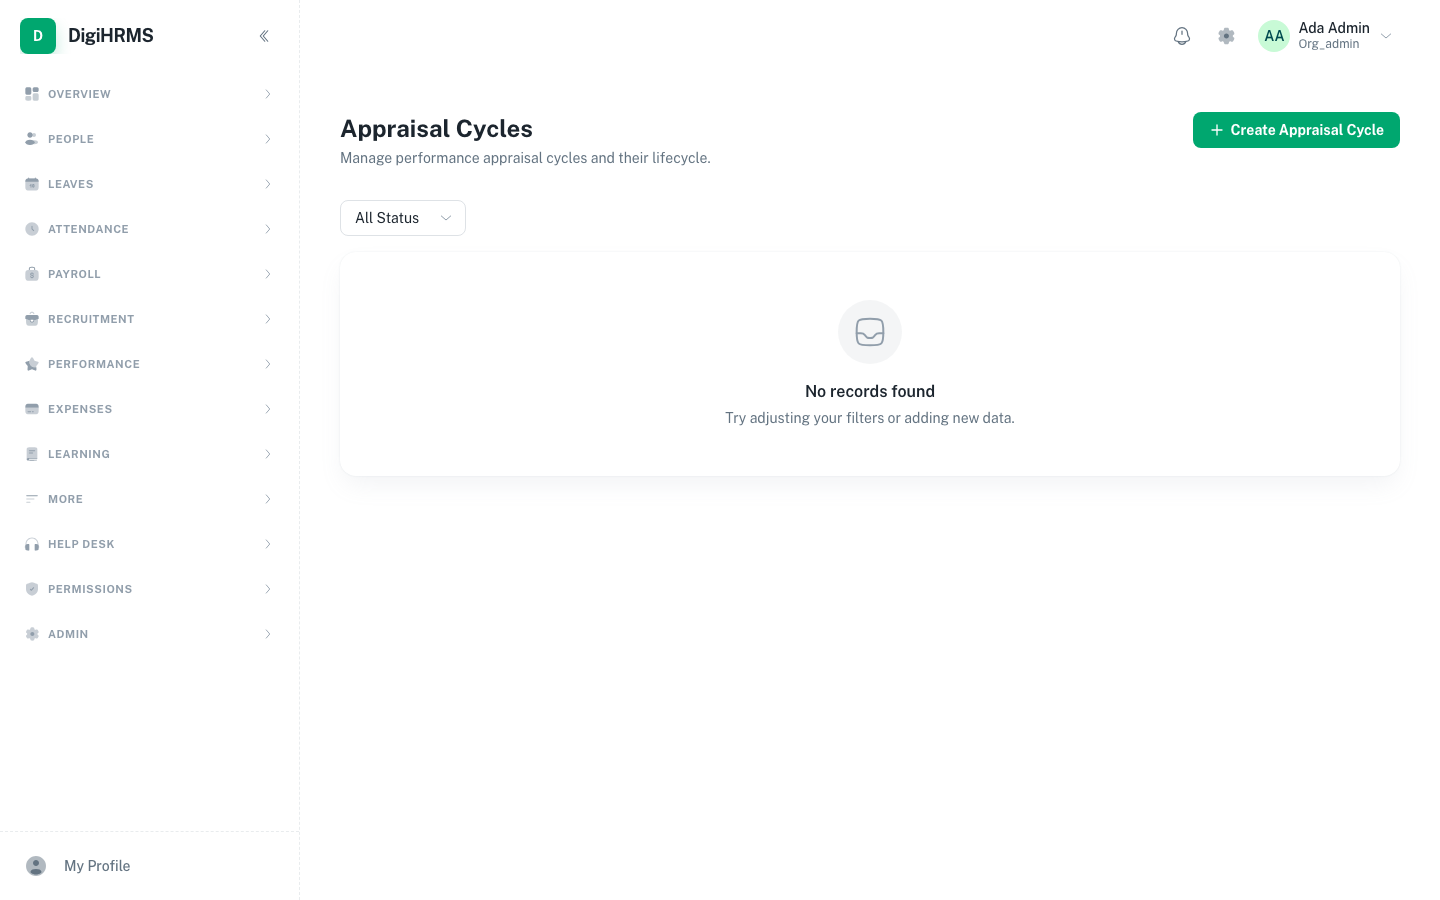 D DigiHRMS
OVERVIEW
PEOPLE
LEAVES
ATTENDANCE
PAYROLL
RECRUITMENT
PERFORMANCE
EXPENSES
LEARNING
MORE
HELP DESK
PERMISSIONS
ADMIN
My Profile
AA Ada Admin
Org_admin
Appraisal Cycles
Manage performance appraisal cycles and their lifecycle.
Create Appraisal Cycle
All Status
No records found
Try adjusting your filters or adding new data.